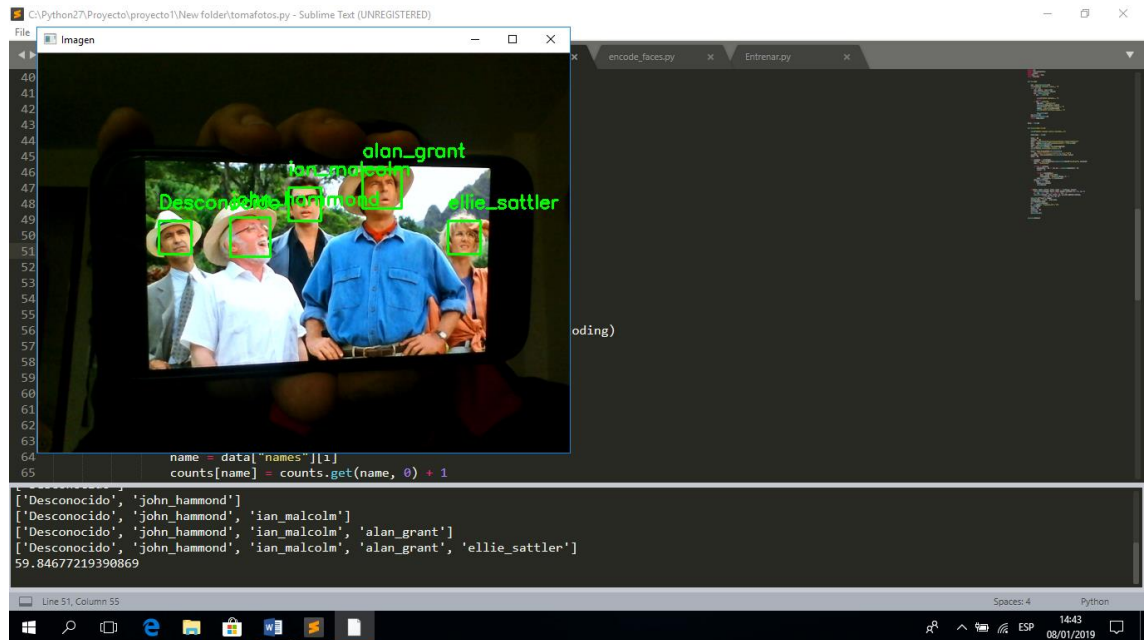 C:\Python27\Proyecto\proyecto1\New folder\tomafotos.py - Sublime Text (UNREGISTERED)
File
Imagen
encode_faces.py
Entrenar.py
40
41
42
43
44
45
46
47
48
49
50
51
52
53
54
55
56 oding)
57
58
59
60
61
62
63
64 name = data["names"][i]
65 counts[name] = counts.get(name, 0) + 1
alan_grant
ian_malcolm
Desconocido john_hammond ellie_sattler
['Desconocido', 'john_hammond']
['Desconocido', 'john_hammond', 'ian_malcolm']
['Desconocido', 'john_hammond', 'ian_malcolm', 'alan_grant']
['Desconocido', 'john_hammond', 'ian_malcolm', 'alan_grant', 'ellie_sattler']
59.84677219390869
Line 51, Column 55
Spaces: 4
Python
ESP
14:43
08/01/2019